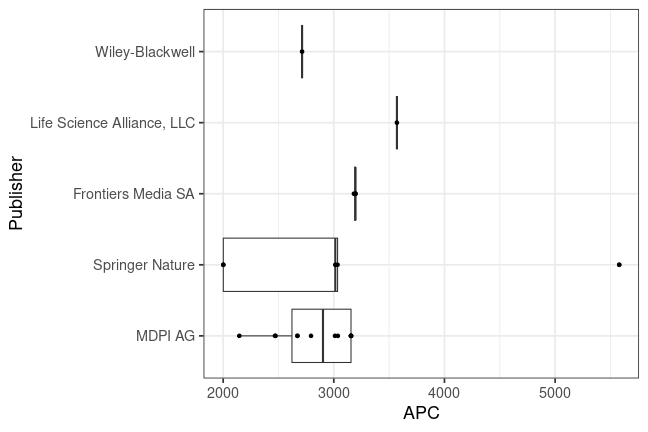 Publisher
Wiley-Blackwell
Life Science Alliance, LLC
Frontiers Media SA
Springer Nature
MDPI AG
2000 3000 4000 5000
APC